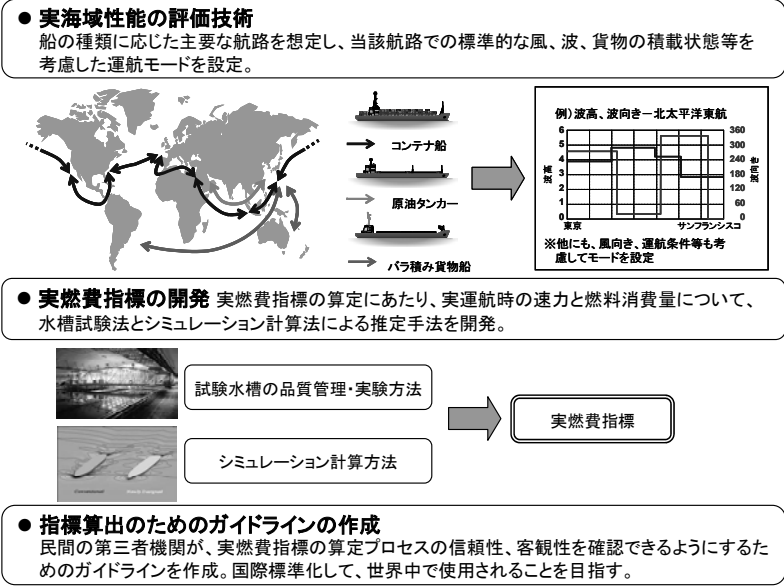 ● 実海域性能の評価技術
船の種類に応じた主要な航路を想定し、当該航路での標準的な風、波、貨物の積載状態等を
考慮した運航モードを設定。
コンテナ船
原油タンカー
バラ積み貨物船
例）波高、波向き－北太平洋東航
波高
6
5
4
3
2
1
0
360
300
240
180
120
60
0
波向き
東京
サンフランシスコ
※他にも、風向き、運航条件等も考
慮してモードを設定
● 実燃費指標の開発 実燃費指標の算定にあたり、実運航時の速力と燃料消費量について、
水槽試験法とシミュレーション計算法による推定手法を開発。
試験水槽の品質管理・実験方法
シミュレーション計算方法
実燃費指標
● 指標算出のためのガイドラインの作成
民間の第三者機関が、実燃費指標の算定プロセスの信頼性、客観性を確認できるようにするた
めのガイドラインを作成。国際標準化して、世界中で使用されることを目指す。